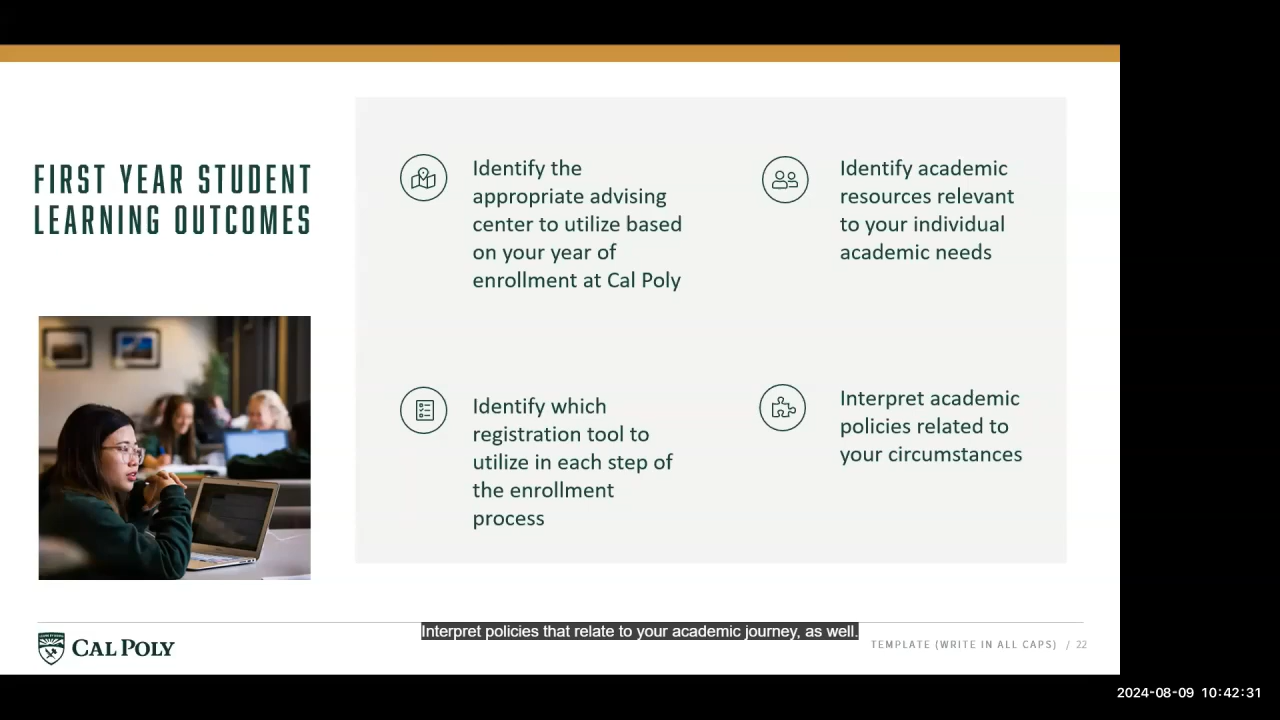 FIRST YEAR STUDENT
LEARNING OUTCOMES
Identify the
appropriate advising
center to utilize based
on your year of
enrollment at Cal Poly
Identify academic
resources relevant
to your individual
academic needs
Identify which
registration tool to
utilize in each step of
the enrollment
process
Interpret academic
policies related to
your circumstances
CAL POLY
Interpret policies that relate to your academic journey, as well.
TEMPLATE (WRITE IN ALL CAPS) / 22
2024-08-09 10:42:31